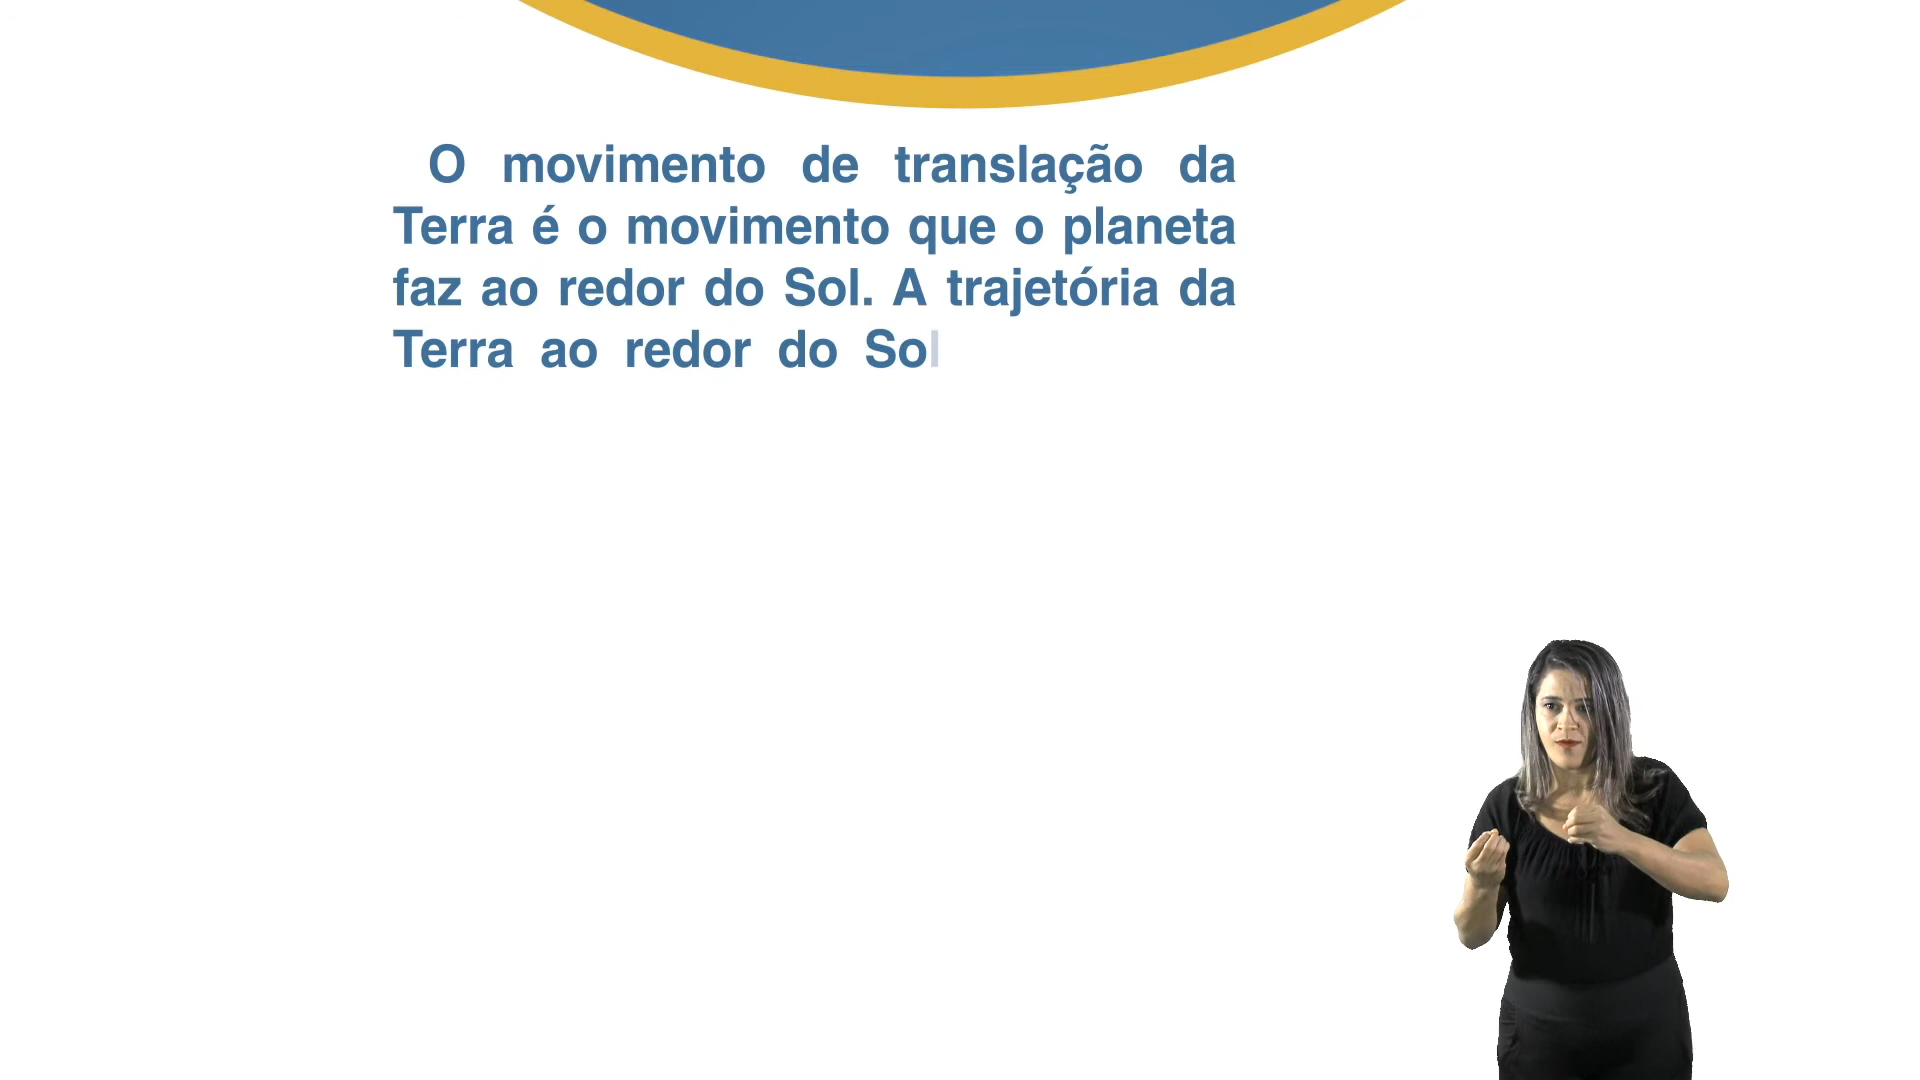 O movimento de translação da
Terra é o movimento que o planeta
faz ao redor do Sol. A trajetória da
Terra ao redor do Sol